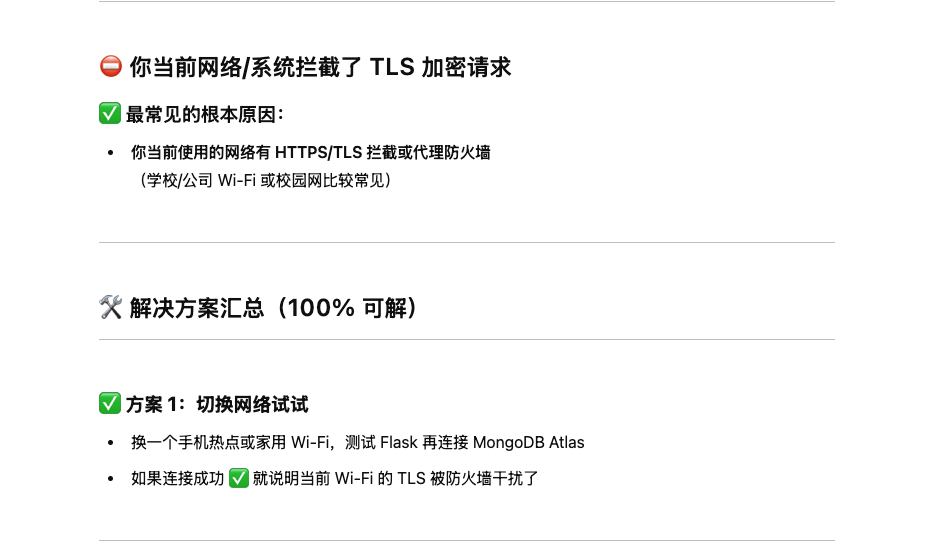 ⛔ 你当前网络/系统拦截了 TLS 加密请求
✅ 最常见的根本原因：
• 你当前使用的网络有 HTTPS/TLS 拦截或代理防火墙
（学校/公司 Wi-Fi 或校园网比较常见）
🛠 解决方案汇总（100% 可解）
✅ 方案 1：切换网络试试
• 换一个手机热点或家用 Wi-Fi，测试 Flask 再连接 MongoDB Atlas
• 如果连接成功 ✅ 就说明当前 Wi-Fi 的 TLS 被防火墙干扰了